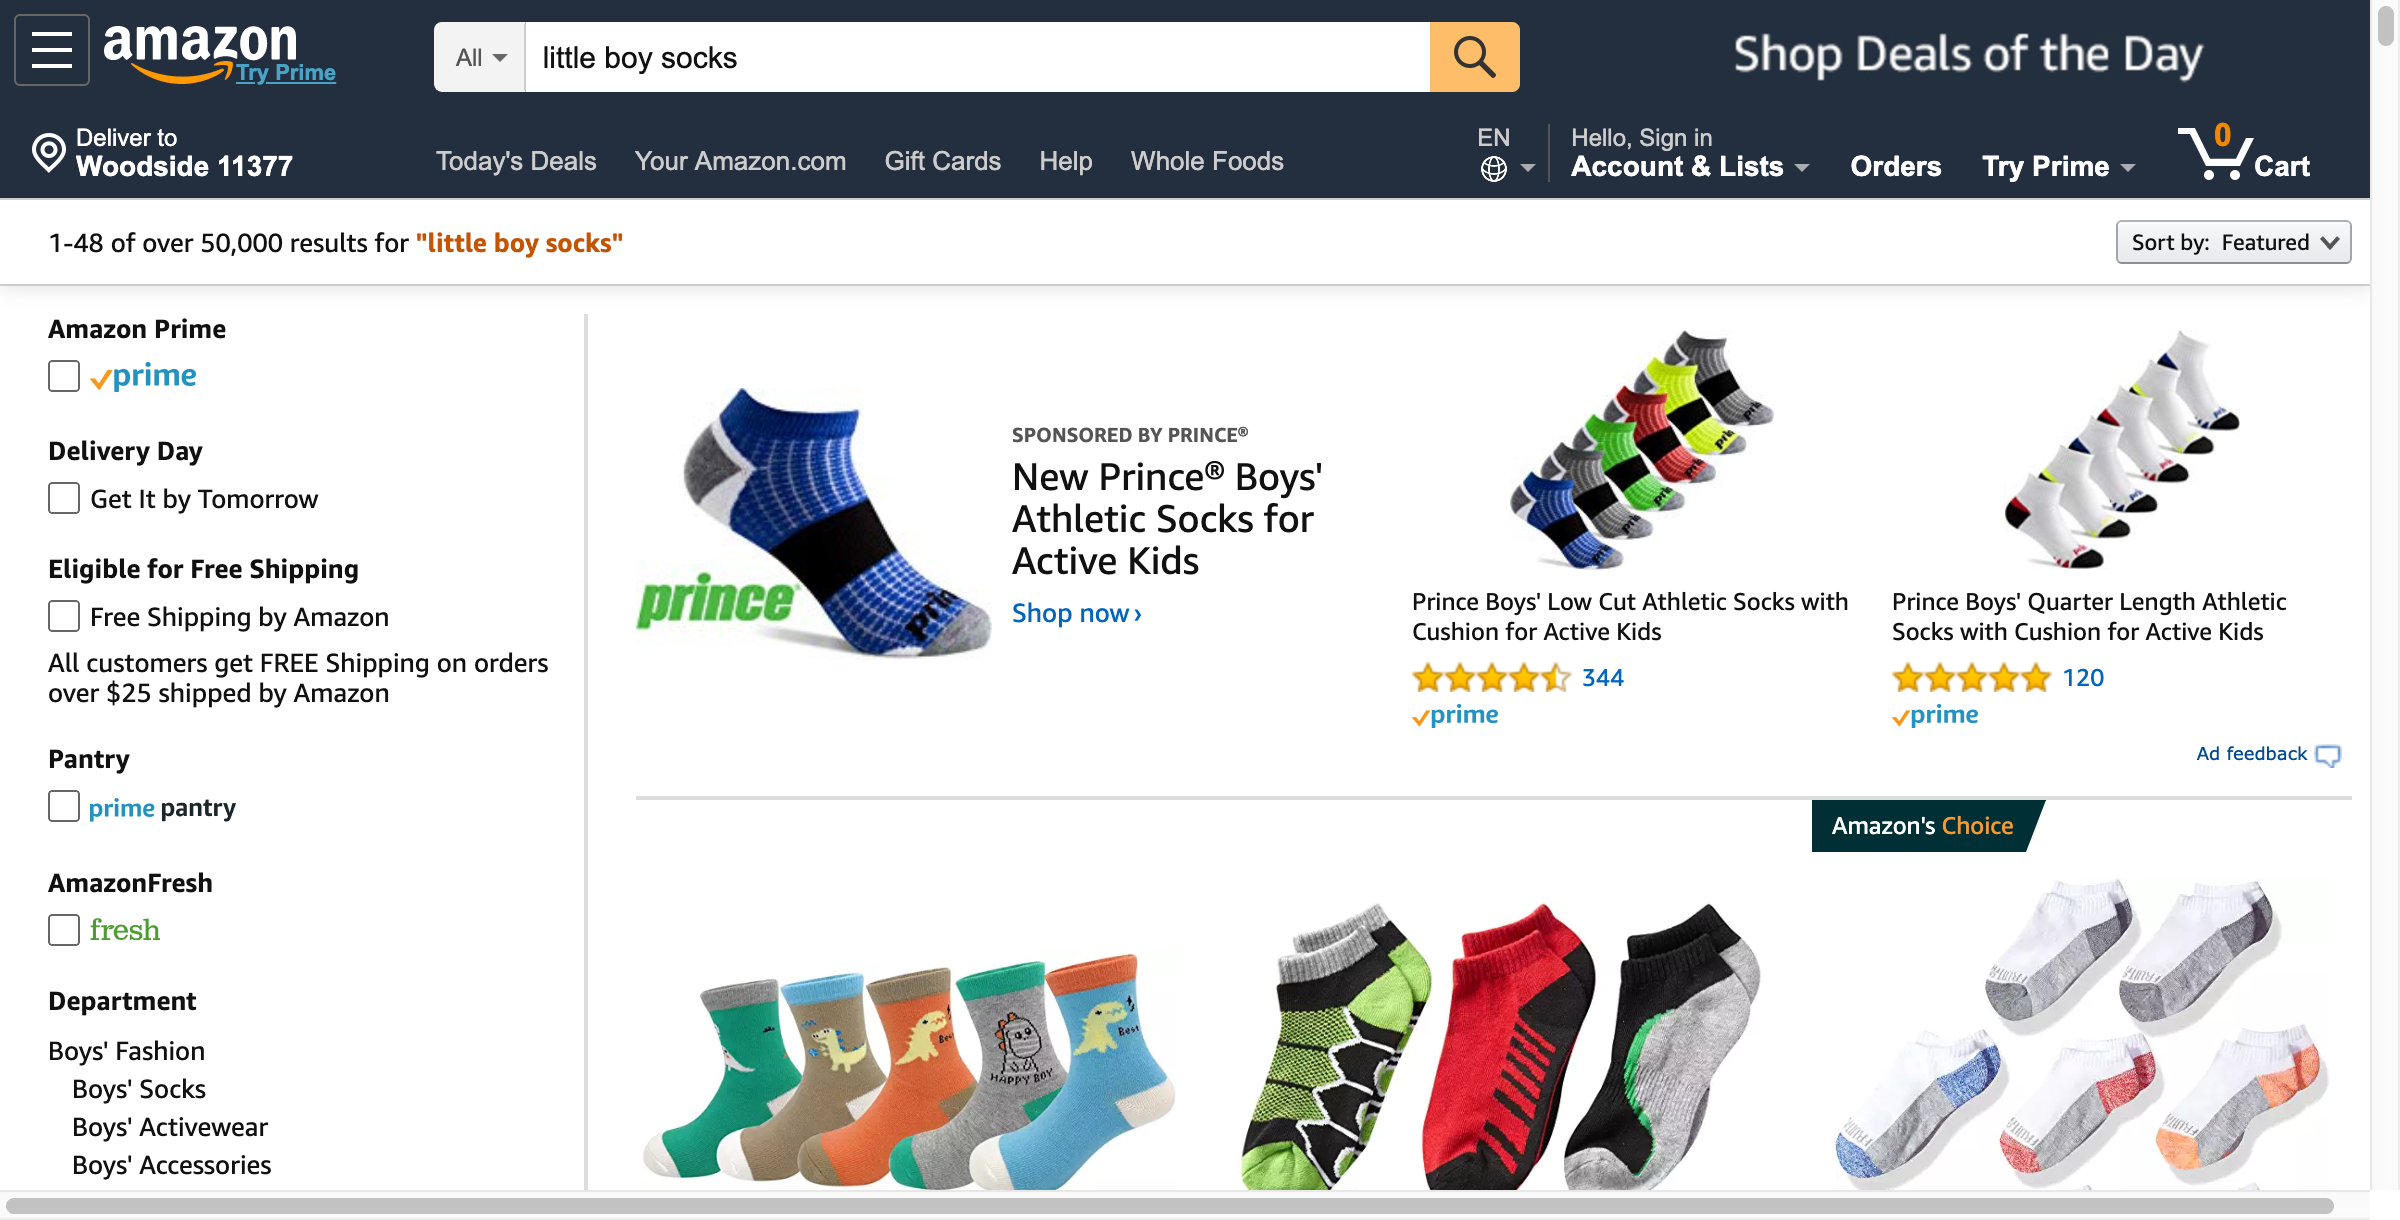 amazon
Try Prime
All
little boy socks
Shop Deals of the Day
Deliver to
Woodside 11377
Today's Deals
Your Amazon.com
Gift Cards
Help
Whole Foods
EN
Hello, Sign in
Account & Lists
Orders
Try Prime
0
Cart
1-48 of over 50,000 results for "little boy socks"
Sort by: Featured
Amazon Prime
prime
Delivery Day
Get It by Tomorrow
Eligible for Free Shipping
Free Shipping by Amazon
All customers get FREE Shipping on orders
over $25 shipped by Amazon
Pantry
prime pantry
AmazonFresh
fresh
Department
Boys' Fashion
Boys' Socks
Boys' Activewear
Boys' Accessories
prince
SPONSORED BY PRINCE®
New Prince® Boys'
Athletic Socks for
Active Kids
Shop now ›
Prince Boys' Low Cut Athletic Socks with
Cushion for Active Kids
344
prime
Prince Boys' Quarter Length Athletic
Socks with Cushion for Active Kids
120
prime
Ad feedback
Amazon's Choice
HAPPY BOY
Best